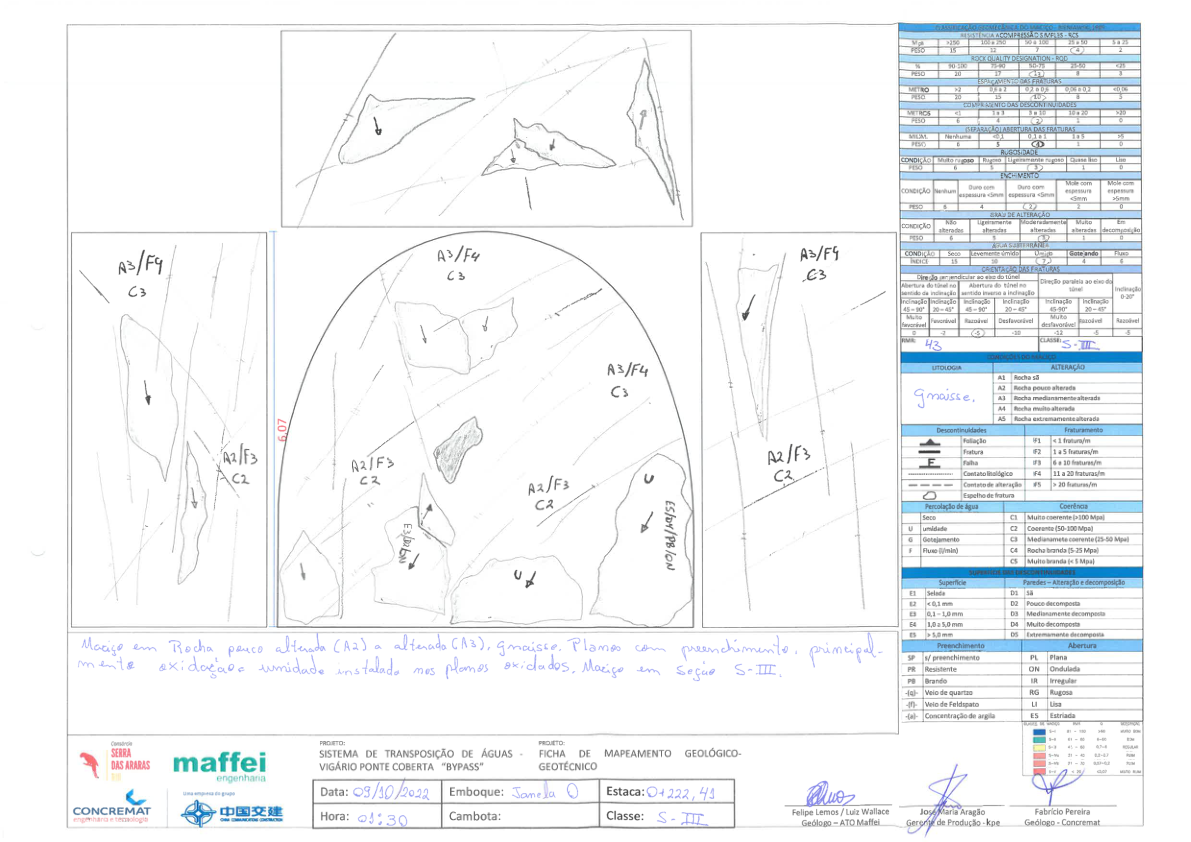 A3/F4
C3
A2/F3
C2
6,07
A3/F4
C3
A3/F4
C3
A2/F3
C2
A2/F3
C2
U
U
A3/F4
C3
A2/F3
C2
Maciço em Rocha pouco alterada (A2) a alterada (A3), gnaisse. Planos com preenchimento, principal-
mente oxidação e umidade instalado nos planos oxidados. Maciço em seção S-III.
RESISTÊNCIA A COMPRESSÃO SIMPLES - RCS
Mpa >250 100 a 250 50 a 100 25 a 50 5 a 25
PESO 15 12 7 4 2
ROCK QUALITY DESIGNATION - RQD
% 90-100 75-90 50-75 25-50 <25
PESO 20 17 13 8 3
ESPAÇAMENTO DAS FRATURAS
METRO >2 0,6 a 2 0,2 a 0,6 0,06 a 0,2 <0,06
PESO 20 15 10 8 5
COMPRIMENTO DAS DESCONTINUIDADES
METROS <1 1 a 3 3 a 10 10 a 20 >20
PESO 6 4 2 1 0
SEPARAÇÃO/ ABERTURA DAS FRATURAS
Nenhuma <0,1 0,1 a 1 1 a 5 >5
PESO 6 5 4 1 0
RUGOSIDADE
CONDIÇÃO Muito rugoso Rugoso Ligeiramente rugoso Quase liso Liso
PESO 6 5 3 1 0
ENCHIMENTO
CONDIÇÃO Nenhum Duro com espessura <5mm Duro com espessura <5mm Mole com espessura <5mm Mole com espessura >5mm
PESO 6 4 2 2 0
GRAU DE ALTERAÇÃO
CONDIÇÃO Não alteradas Ligeiramente alteradas Moderadamente alteradas Muito alteradas Em decomposição
PESO 6 5 3 1 0
ÁGUA SUBTERRÂNEA
CONDIÇÃO Seco Levemente úmido Úmido Gotejando Fluxo
ÍNDICE 15 10 7 4 0
ORIENTAÇÃO DAS FRATURAS
Direção perpendicular ao eixo do túnel
Direção paralela ao eixo do túnel
Inclinação 0-20°
Abertura do túnel no sentido da inclinação
Abertura do túnel no sentido inverso a inclinação
Inclinação 45 – 90° Inclinação 20 – 45° Inclinação 45 – 90° Inclinação 20 – 45° Inclinação 45-90° Inclinação 20 – 45°
Muito favorável Favorável Razoável Desfavorável Muito desfavorável Razoável Razoável
0 -2 -5 -10 -12 -5 -5
RMR: 43 CLASSE: S-III
CONDIÇÕES DO MACIÇO
LITOLOGIA ALTERAÇÃO
Gnaisse.
A1 Rocha sã
A2 Rocha pouco alterada
A3 Rocha medianamente alterada
A4 Rocha muito alterada
A5 Rocha extremamente alterada
Descontinuidades Fraturamento
Foliação IF1 < 1 fratura/m
Fratura IF2 1 a 5 fraturas/m
F Falha IF3 6 a 10 fraturas/m
Contato litológico IF4 11 a 20 fraturas/m
Contato de alteração IF5 > 20 fraturas/m
Espelho de fratura
Percolação de água Coerência
Seco C1 Muito coerente (>100 Mpa)
U umidade C2 Coerente (50-100 Mpa)
G Gotejamento C3 Medianamete coerente (25-50 Mpa)
F Fluxo (l/min) C4 Rocha branda (5-25 Mpa)
C5 Muito branda (< 5 Mpa)
SUPERFÍCIE DAS DESCONTINUIDADES
Superfície Paredes – Alteração e decomposição
E1 Selada D1 Sã
E2 < 0,1 mm D2 Pouco decomposta
E3 0,1 – 1,0 mm D3 Medianamente decomposta
E4 1,0 a 5,0 mm D4 Muito decomposta
E5 > 5,0 mm D5 Extremamente decomposta
Preenchimento Abertura
SP s/ preenchimento PL Plana
PR Resistente ON Ondulada
PB Brando IR Irregular
-(q)- Veio de quartzo RG Rugosa
-(f)- Veio de Feldspato LI Lisa
-(a)- Concentração de argila ES Estriada
Consórcio
SERRA
DAS ARARAS
maffei
engenharia
CONCREMAT
engenharia e tecnologia
Uma empresa do grupo
中国交建
CHINA COMMUNICATIONS CONSTRUCTION
PROJETO:
SISTEMA DE TRANSPOSIÇÃO DE ÁGUAS -
VIGÁRIO PONTE COBERTA "BYPASS"
PROJETO:
FICHA DE MAPEAMENTO GEOLÓGICO-
GEOTÉCNICO
Data: 09/10/2022 Emboque: Janela O Estaca: 0+222,41
Hora: 01:30 Cambota: Classe: S-III
Felipe Lemos / Luiz Wallace
Geólogo – ATO Maffei
José Maria Aragão
Gerente de Produção - kpe
Fabrício Pereira
Geólogo - Concremat